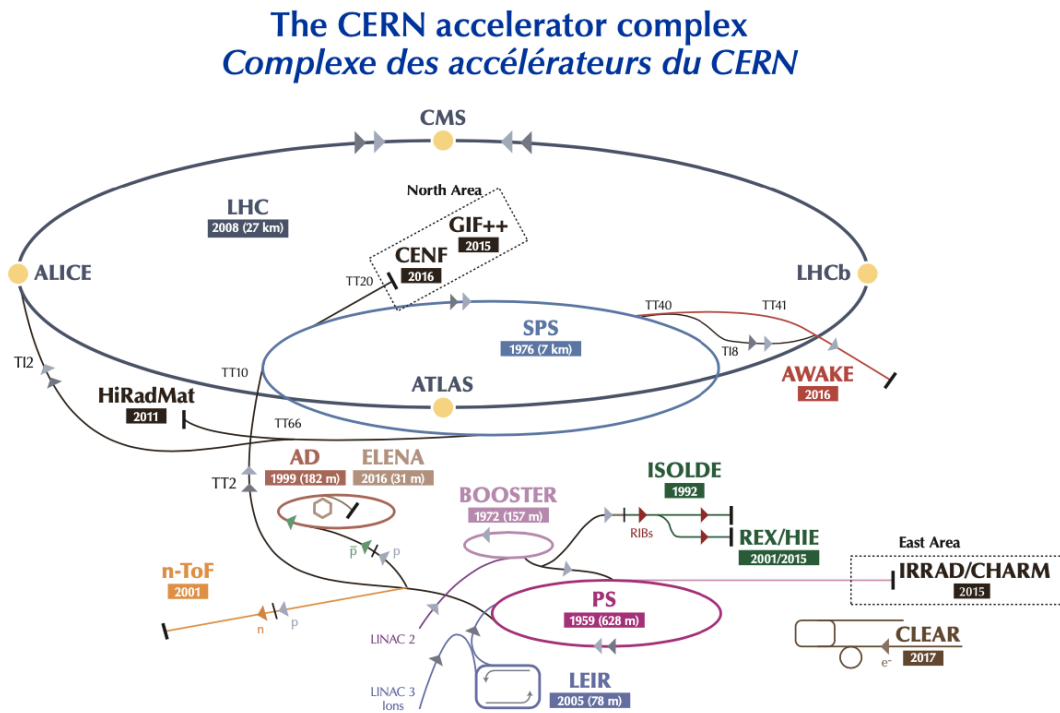 The CERN accelerator complex
Complexe des accélérateurs du CERN
CMS
North Area
LHC
2008 (27 km)
GIF++
2015
CENF
2016
TT20
ALICE
LHCb
TT40
TT41
SPS
1976 (7 km)
TI8
TI2
TT10
AWAKE
2016
ATLAS
HiRadMat
2011
TT66
AD
1999 (182 m)
ELENA
2016 (31 m)
TT2
ISOLDE
1992
BOOSTER
1972 (157 m)
RIBs
REX/HIE
2001/2015
p̅
p
East Area
n-ToF
2001
IRRAD/CHARM
2015
PS
1959 (628 m)
n
p
LINAC 2
CLEAR
2017
e-
LINAC 3
Ions
LEIR
2005 (78 m)